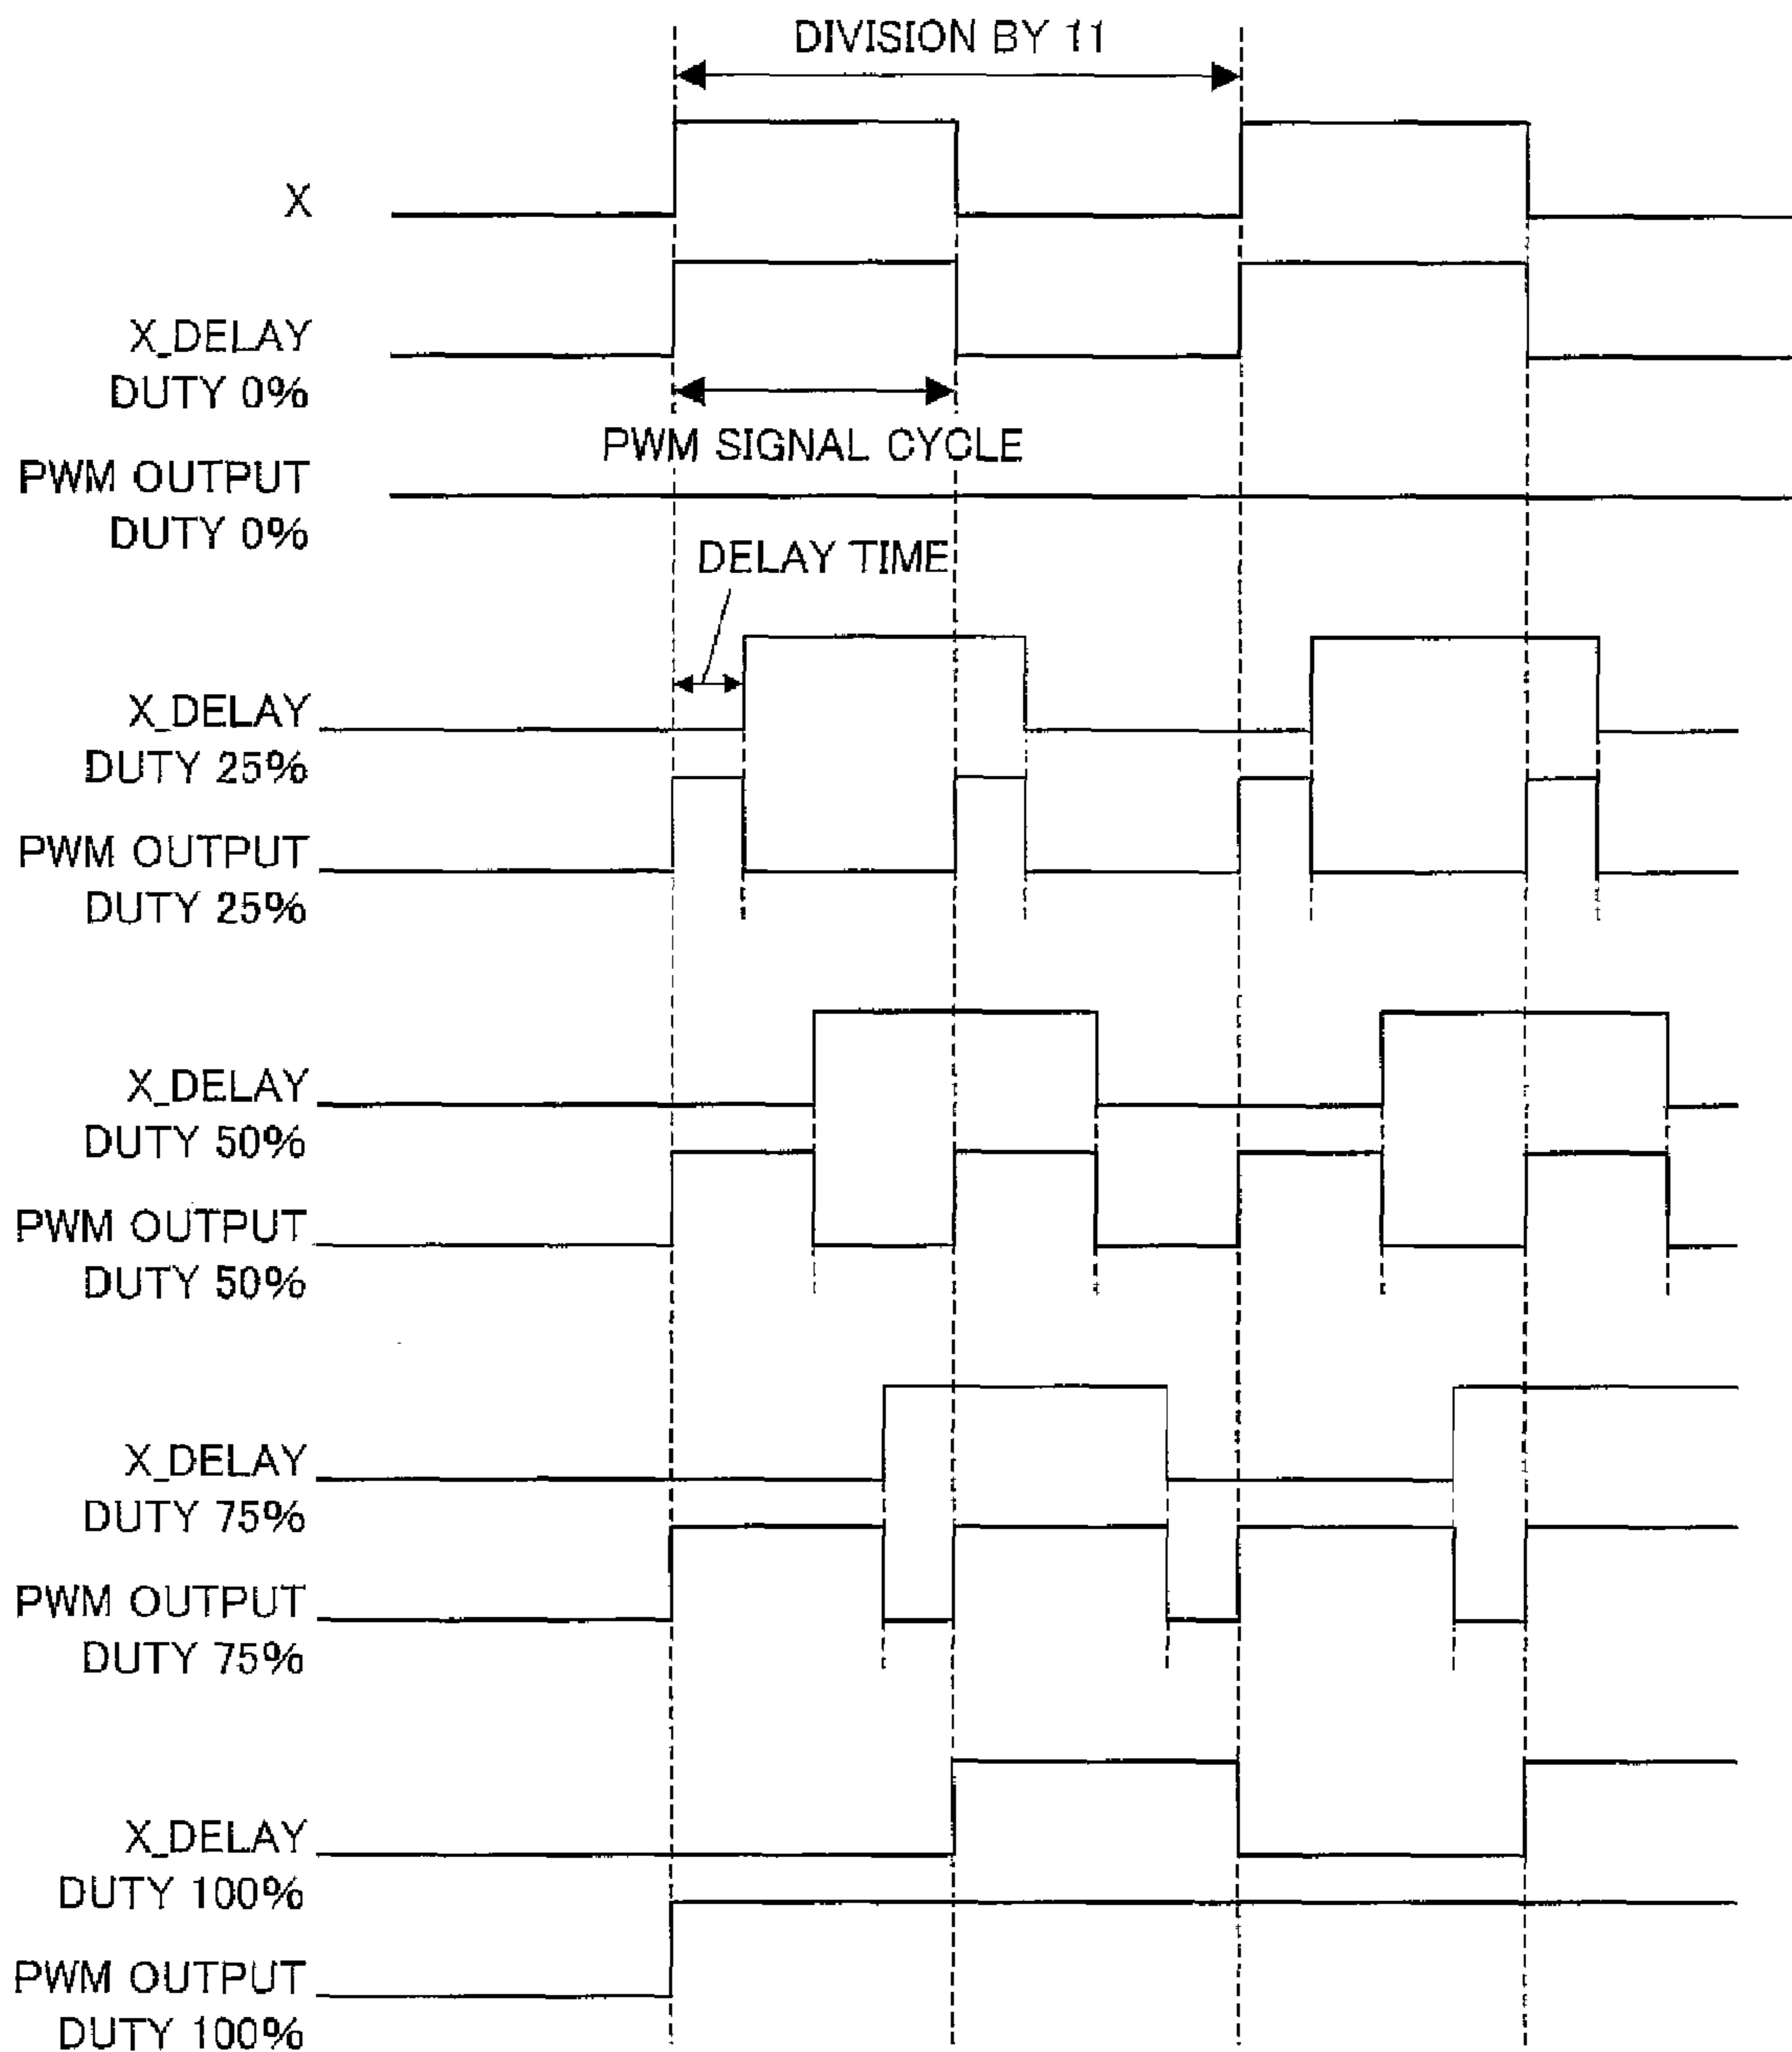 DIVISION BY 11
X
X_DELAY
DUTY 0%
PWM SIGNAL CYCLE
PWM OUTPUT
DUTY 0%
DELAY TIME
X_DELAY
DUTY 25%
PWM OUTPUT
DUTY 25%
X_DELAY
DUTY 50%
PWM OUTPUT
DUTY 50%
X_DELAY
DUTY 75%
PWM OUTPUT
DUTY 75%
X_DELAY
DUTY 100%
PWM OUTPUT
DUTY 100%